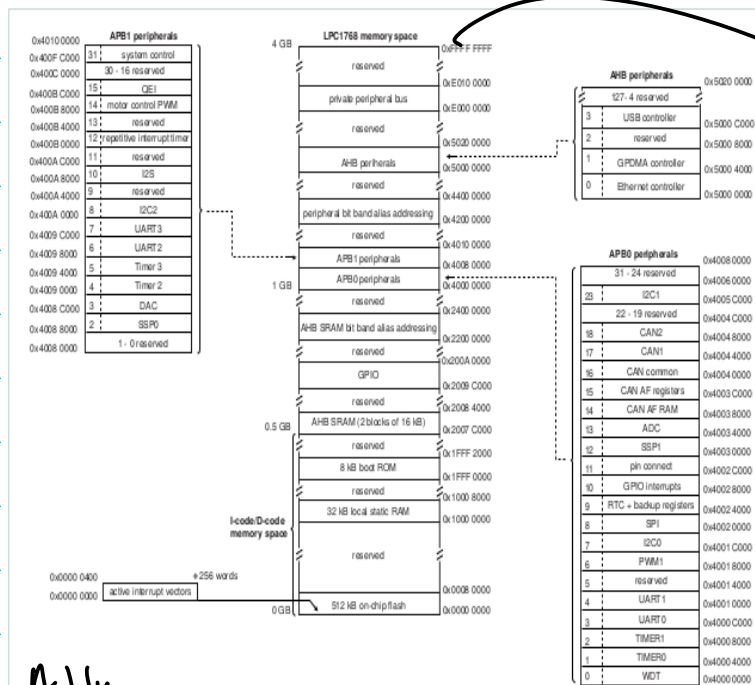 APB1 peripherals
0x4010 0000
31 system control
0x400F C000
30 - 16 reserved
0x400C 0000
15 QEI
0x400B C000
14 motor control PWM
0x400B 8000
13 reserved
0x400B 4000
12 repetitive interrupt timer
0x400B 0000
11 reserved
0x400A C000
10 I2S
0x400A 8000
9 reserved
0x400A 4000
8 I2C2
0x400A 0000
7 UART3
0x4009 C000
6 UART2
0x4009 8000
5 Timer 3
0x4009 4000
4 Timer 2
0x4009 0000
3 DAC
0x4008 C000
2 SSP0
0x4008 8000
1 - 0 reserved
0x4008 0000
LPC1768 memory space
4 GB
0xFFFF FFFF
reserved
0xE010 0000
private peripheral bus
0xE000 0000
reserved
0x5020 0000
AHB periherals
0x5000 0000
reserved
0x4400 0000
peripheral bit band alias addressing
0x4200 0000
reserved
0x4010 0000
APB1 peripherals
0x4008 0000
APB0 peripherals
1 GB
0x4000 0000
reserved
0x2400 0000
AHB SRAM bit band alias addressing
0x2200 0000
reserved
0x200A 0000
GPIO
0x2009 C000
reserved
0x2008 4000
AHB SRAM (2 blocks of 16 kB)
0.5 GB
0x2007 C000
reserved
0x1FFF 2000
8 kB boot ROM
0x1FFF 0000
reserved
0x1000 8000
32 kB local static RAM
0x1000 0000
I-code/D-code
memory space
reserved
0x0008 0000
512 kB on-chip flash
0 GB
0x0000 0000
+256 words
0x0000 0400
active interrupt vectors
0x0000 0000
AHB peripherals
0x5020 0000
127- 4 reserved
3 USB controller
0x5000 C000
2 reserved
0x5000 8000
1 GPDMA controller
0x5000 4000
0 Ethernet controller
0x5000 0000
APB0 peripherals
0x4008 0000
31 - 24 reserved
0x4006 0000
23 I2C1
0x4005 C000
22 - 19 reserved
0x4004 C000
18 CAN2
0x4004 8000
17 CAN1
0x4004 4000
16 CAN common
0x4004 0000
15 CAN AF registers
0x4003 C000
14 CAN AF RAM
0x4003 8000
13 ADC
0x4003 4000
12 SSP1
0x4003 0000
11 pin connect
0x4002 C000
10 GPIO interrupts
0x4002 8000
9 RTC + backup registers
0x4002 4000
8 SPI
0x4002 0000
7 I2C0
0x4001 C000
6 PWM1
0x4001 8000
5 reserved
0x4001 4000
4 UART1
0x4001 0000
3 UART0
0x4000 C000
2 TIMER1
0x4000 8000
1 TIMER0
0x4000 4000
0 WDT
0x4000 0000